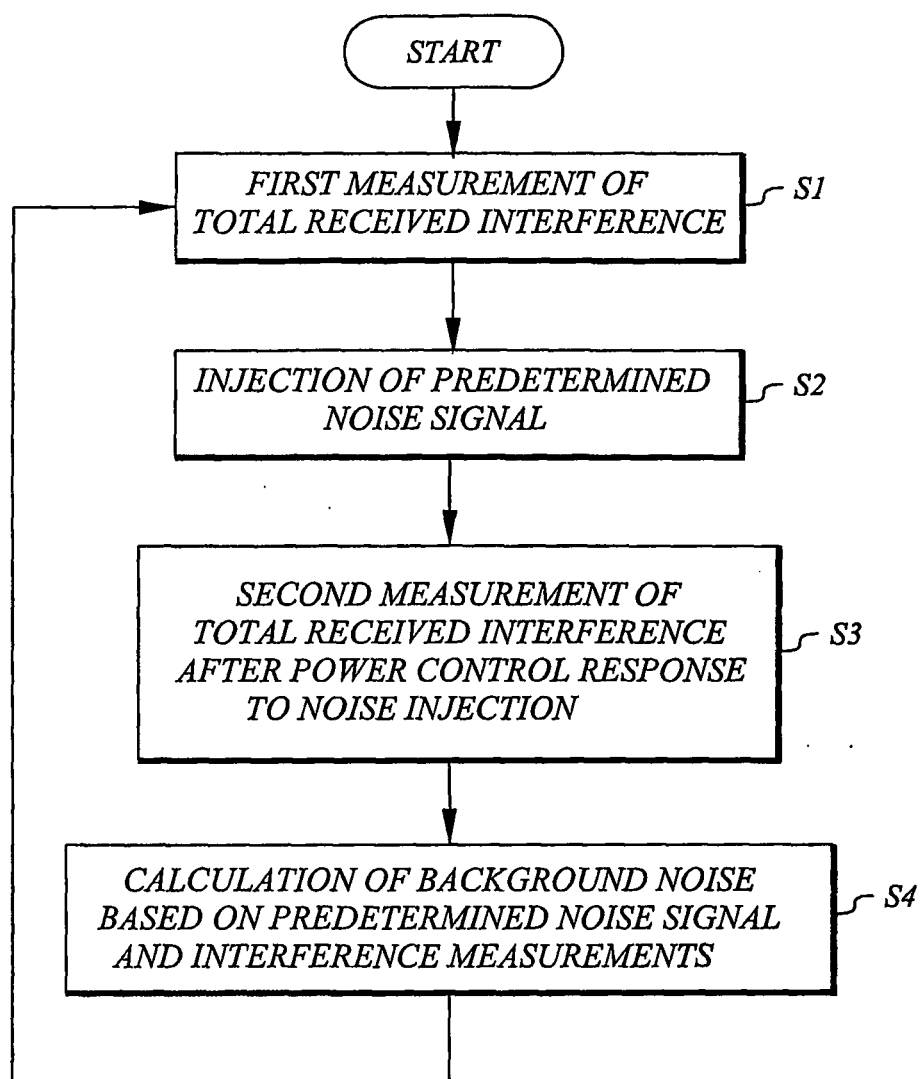 START
FIRST MEASUREMENT OF
TOTAL RECEIVED INTERFERENCE
S1
INJECTION OF PREDETERMINED
NOISE SIGNAL
S2
SECOND MEASUREMENT OF
TOTAL RECEIVED INTERFERENCE
AFTER POWER CONTROL RESPONSE
TO NOISE INJECTION
S3
CALCULATION OF BACKGROUND NOISE
BASED ON PREDETERMINED NOISE SIGNAL
AND INTERFERENCE MEASUREMENTS
S4